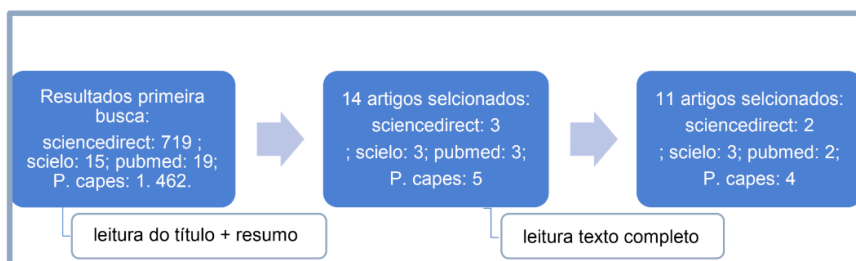 Resultados primeira
busca:
sciencedirect: 719 ;
scielo: 15; pubmed: 19;
P. capes: 1. 462.
leitura do título + resumo
14 artigos selcionados:
sciencedirect: 3
; scielo: 3; pubmed: 3;
P. capes: 5
leitura texto completo
11 artigos selcionados:
sciencedirect: 2
; scielo: 3; pubmed: 2;
P. capes: 4